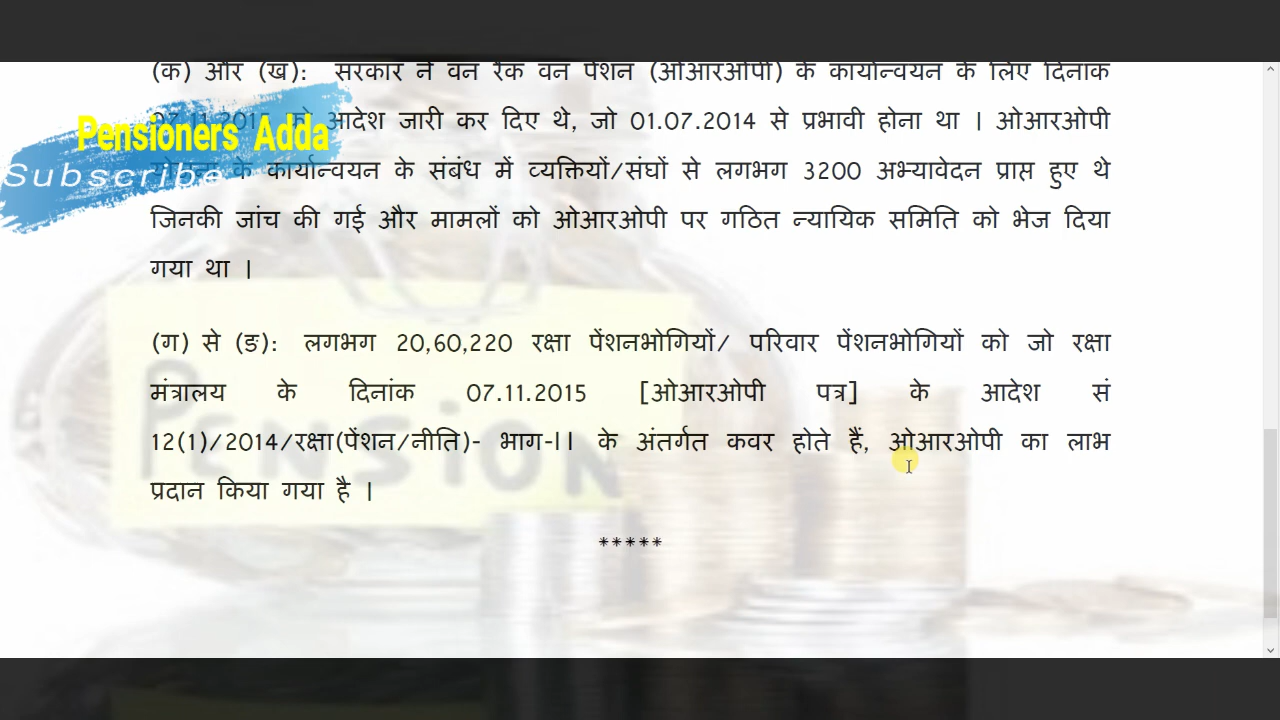 (क) और (ख): सरकार ने वन रैंक वन पेंशन (ओआरओपी) के कार्यान्वयन के लिए दिनांक
Pensioners Adda
आदेश जारी कर दिए थे, जो 01.07.2014 से प्रभावी होना था । ओआरओपी
Subscribe
के कार्यान्वयन के संबंध में व्यक्तियों/संघों से लगभग 3200 अभ्यावेदन प्राप्त हुए थे
जिनकी जांच की गई और मामलों को ओआरओपी पर गठित न्यायिक समिति को भेज दिया
गया था ।
(ग) से (ङ): लगभग 20,60,220 रक्षा पेंशनभोगियों/ परिवार पेंशनभोगियों को जो रक्षा
मंत्रालय के दिनांक 07.11.2015 [ओआरओपी पत्र] के आदेश सं
12(1)/2014/रक्षा(पेंशन/नीति)- भाग-II के अंतर्गत कवर होते हैं, ओआरओपी का लाभ
प्रदान किया गया है ।
*****
PENSION